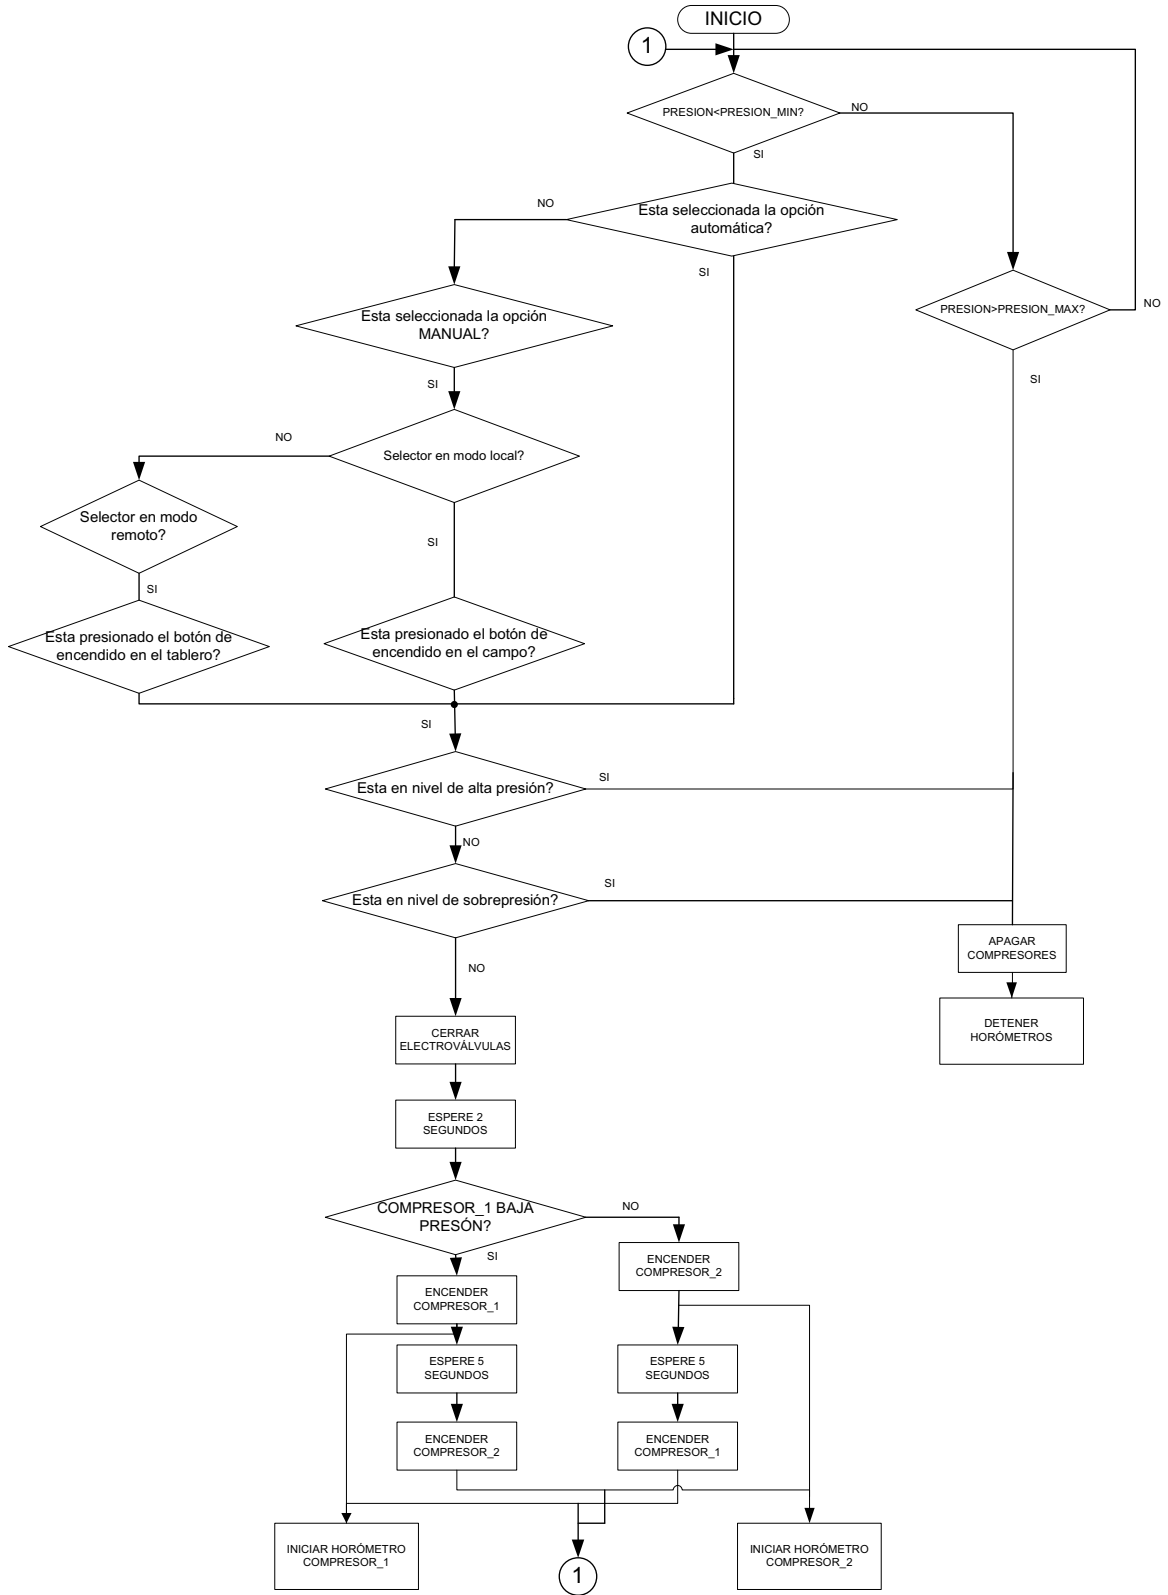 INICIO
1
PRESION<PRESION_MIN?
NO
SI
Esta seleccionada la opción
automática?
NO
SI
PRESION>PRESION_MAX?
NO
SI
Esta seleccionada la opción
MANUAL?
SI
Selector en modo local?
NO
SI
Selector en modo
remoto?
SI
Esta presionado el botón de
encendido en el tablero?
Esta presionado el botón de
encendido en el campo?
SI
Esta en nivel de alta presión?
SI
NO
Esta en nivel de sobrepresión?
SI
NO
APAGAR
COMPRESORES
DETENER
HORÓMETROS
CERRAR
ELECTROVÁLVULAS
ESPERE 2
SEGUNDOS
COMPRESOR_1 BAJA
PRESÓN?
NO
SI
ENCENDER
COMPRESOR_2
ENCENDER
COMPRESOR_1
ESPERE 5
SEGUNDOS
ESPERE 5
SEGUNDOS
ENCENDER
COMPRESOR_2
ENCENDER
COMPRESOR_1
INICIAR HORÓMETRO
COMPRESOR_1
1
INICIAR HORÓMETRO
COMPRESOR_2